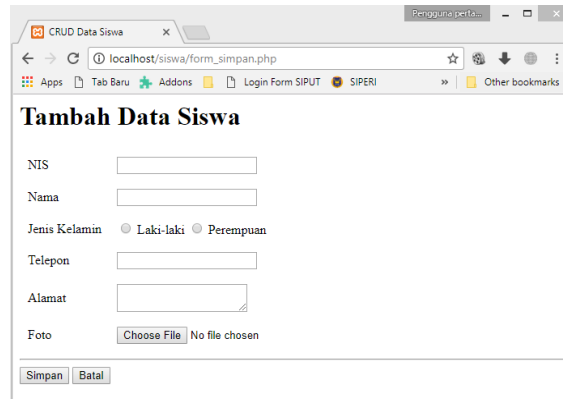 Pengguna perta...
CRUD Data Siswa
localhost/siswa/form_simpan.php
Apps Tab Baru Addons Login Form SIPUT SIPERI » Other bookmarks
Tambah Data Siswa
NIS
Nama
Jenis Kelamin Laki-laki Perempuan
Telepon
Alamat
Foto Choose File No file chosen
Simpan Batal